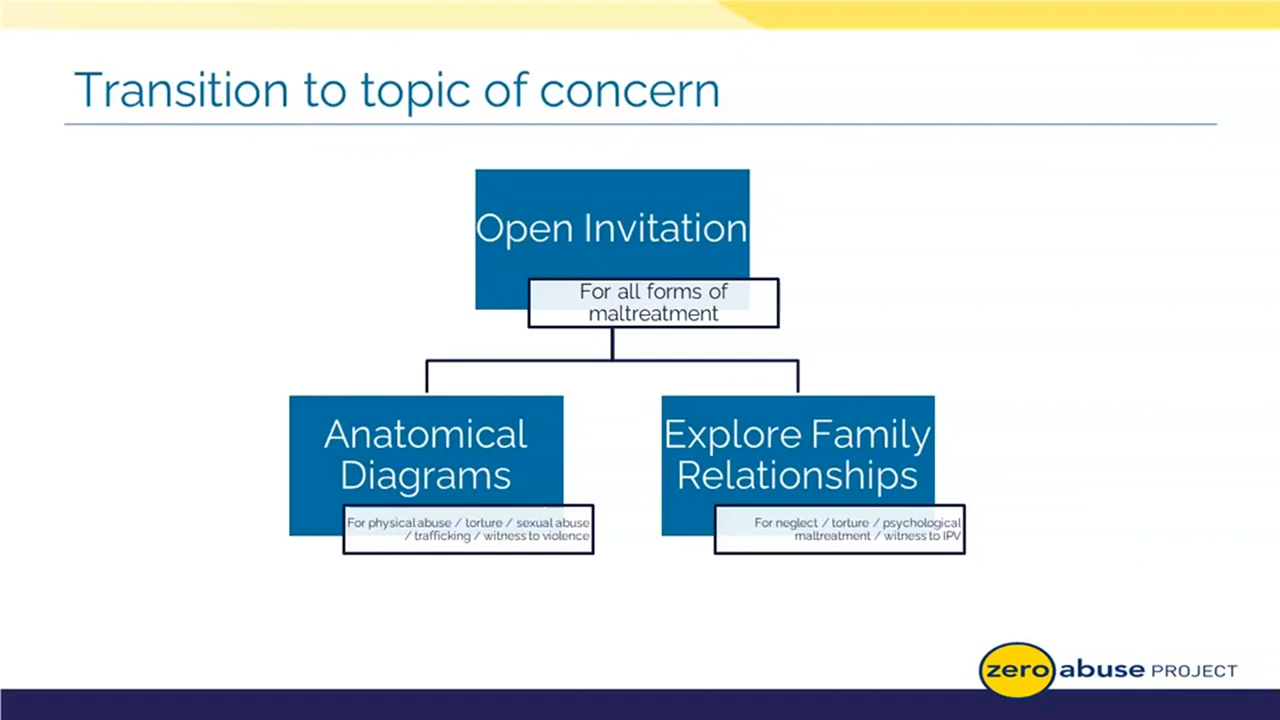 Transition to topic of concern
Open Invitation
For all forms of
maltreatment
Anatomical
Diagrams
For physical abuse / torture / sexual abuse
/ trafficking / witness to violence
Explore Family
Relationships
For neglect / torture / psychological
maltreatment / witness to IPV
zero abuse PROJECT